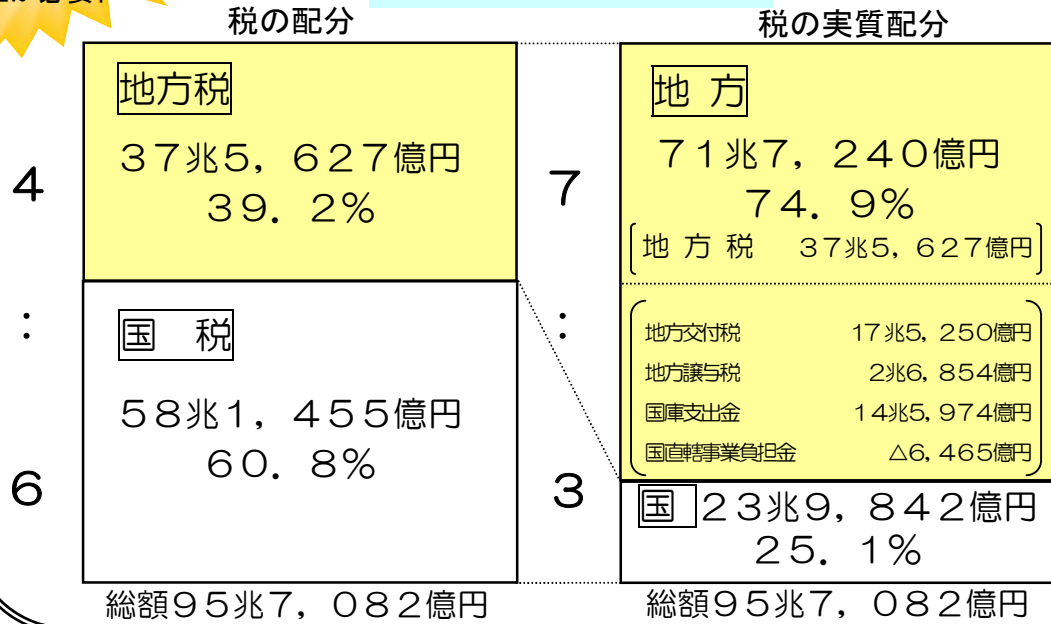 税の配分
地方税
37兆5，627億円
39．2％
4
：
6
国　税
58兆1，455億円
60．8％
総額95兆7，082億円
税の実質配分
地 方
71兆7，240億円
74．9％
地 方 税　37兆5，627億円
地方交付税　17兆5，250億円
地方譲与税　2兆6，854億円
国庫支出金　14兆5，974億円
国直轄事業負担金　△6，465億円
7
：
3
国　23兆9，842億円
25．1％
総額95兆7，082億円